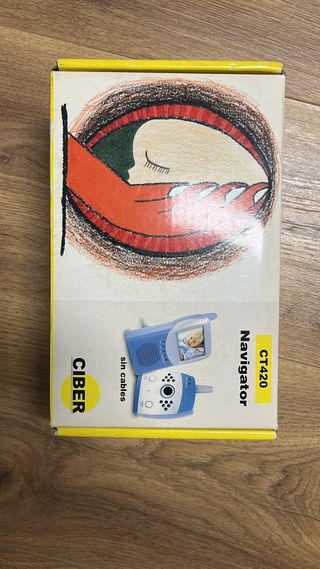 CT420
Navigator
sin cables
CIBER